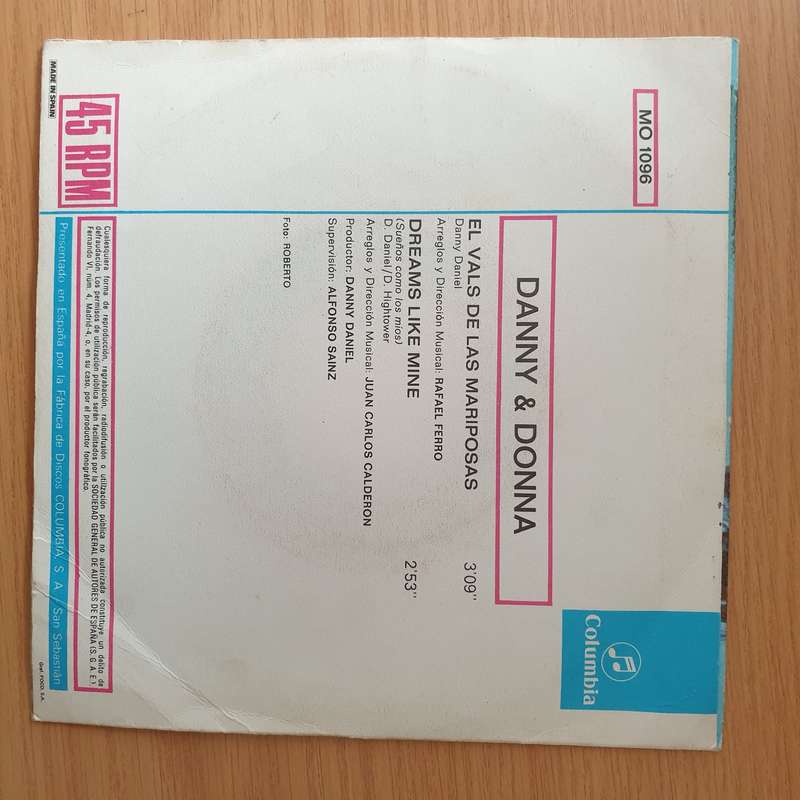 MO 1096
DANNY & DONNA
Columbia
EL VALS DE LAS MARIPOSAS 3'09''
Danny Daniel
Arreglos y Dirección Musical: RAFAEL FERRO
DREAMS LIKE MINE 2'53''
(Sueños como los mios)
D. Daniel/D. Hightower
Arreglos y Dirección Musical: JUAN CARLOS CALDERON
Productor: DANNY DANIEL
Supervisión: ALFONSO SAINZ
Foto: ROBERTO
45 RPM
MADE IN SPAIN
Cualesquiera forma de reproducción, regrabación, radiodifusión o utilización pública no autorizada constituye un delito de
defraudación. Los permisos de utilización pública serán facilitados por la SOCIEDAD GENERAL DE AUTORES DE ESPAÑA (S.G.A.E.),
Fernando VI, núm. 4, Madrid-4; o, en su caso, por el productor fonográfico.
Presentado en España por la Fábrica de Discos COLUMBIA, S. A. / San Sebastián
Graf. FOCO, S.A.